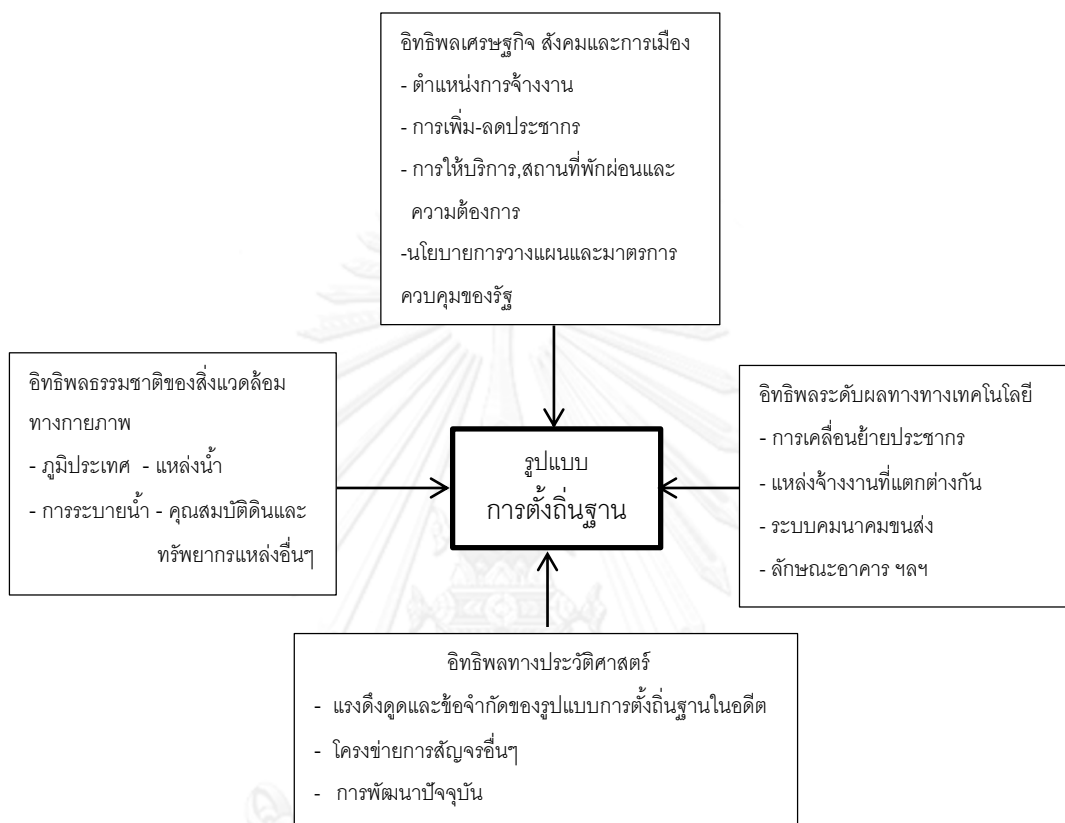 อิทธิพลเศรษฐกิจ สังคมและการเมือง
- ตำแหน่งการจ้างงาน
- การเพิ่ม-ลดประชากร
- การให้บริการ,สถานที่พักผ่อนและ
ความต้องการ
-นโยบายการวางแผนและมาตรการ
ควบคุมของรัฐ
อิทธิพลธรรมชาติของสิ่งแวดล้อม
ทางกายภาพ
- ภูมิประเทศ - แหล่งน้ำ
- การระบายน้ำ - คุณสมบัติดินและ
ทรัพยากรแหล่งอื่นๆ
รูปแบบ
การตั้งถิ่นฐาน
อิทธิพลระดับผลทางทางเทคโนโลยี
- การเคลื่อนย้ายประชากร
- แหล่งจ้างงานที่แตกต่างกัน
- ระบบคมนาคมขนส่ง
- ลักษณะอาคาร ฯลฯ
อิทธิพลทางประวัติศาสตร์
- แรงดึงดูดและข้อจำกัดของรูปแบบการตั้งถิ่นฐานในอดีต
- โครงข่ายการสัญจรอื่นๆ
- การพัฒนาปัจจุบัน